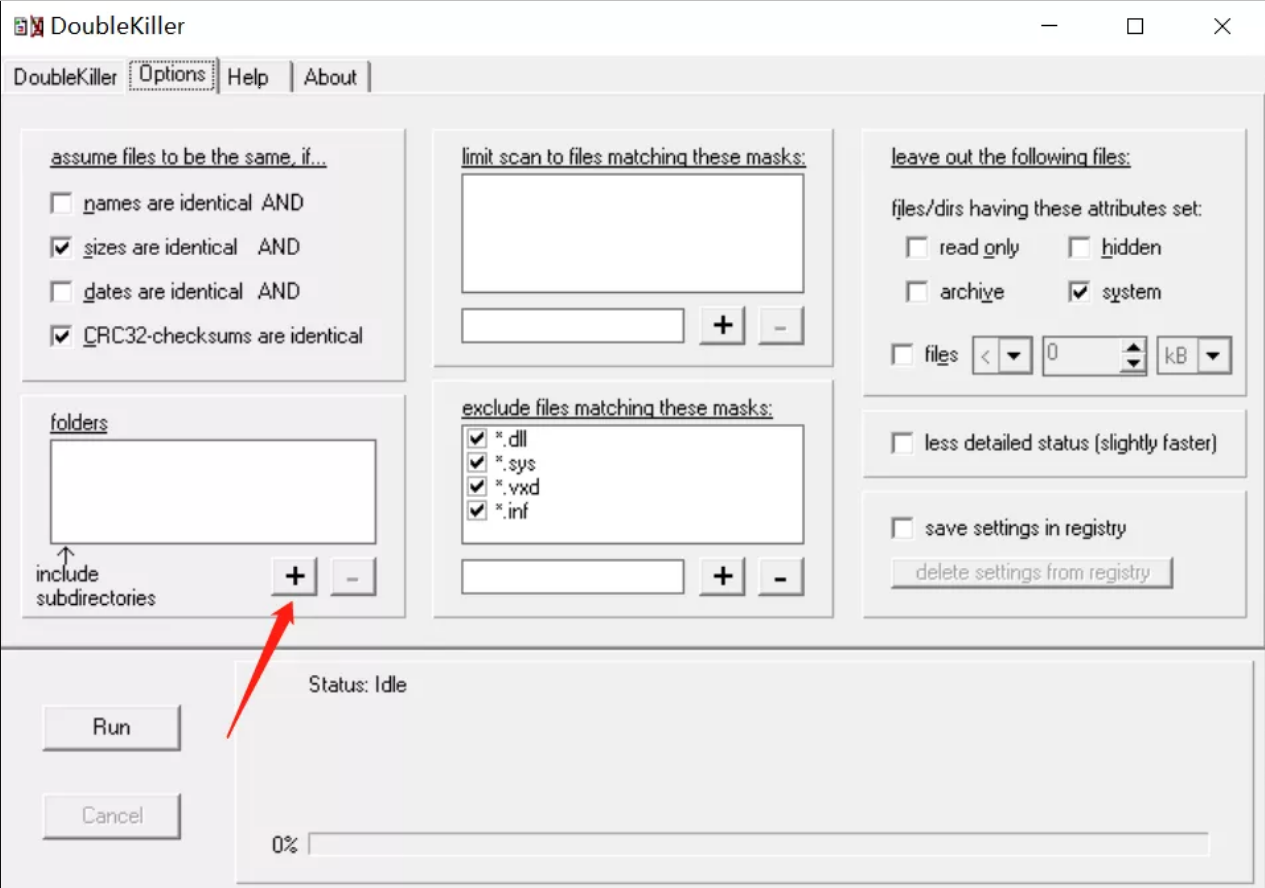 DoubleKiller
DoubleKiller Options Help About
assume files to be the same, if...
names are identical AND
sizes are identical AND
dates are identical AND
CRC32-checksums are identical
folders
include
subdirectories
+ -
limit scan to files matching these masks:
+ -
exclude files matching these masks:
*.dll
*.sys
*.vxd
*.inf
+ -
leave out the following files:
files/dirs having these attributes set:
read only hidden
archive system
files < 0 kB
less detailed status (slightly faster)
save settings in registry
delete settings from registry
Run
Cancel
Status: Idle
0%